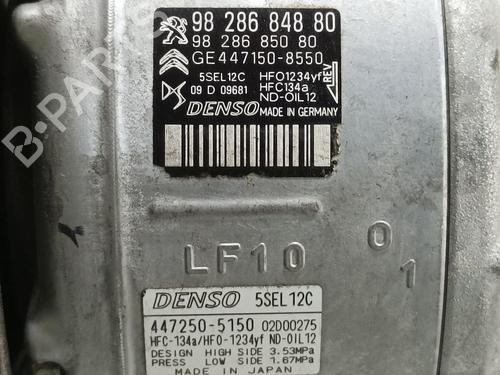 98 286 848 80
98 286 850 80
GE447150-8550
5SEL12C HFO1234yf
09 D 09681 HFC134a
ND-OIL12
REV
1
DENSO MADE IN GERMANY
LF10 01
DENSO 5SEL12C
447250-5150 02D00275
HFC-134a/HFO-1234yf ND-OIL12
DESIGN HIGH SIDE 3.53MPa
PRESS LOW SIDE 1.67MPa
MADE IN JAPAN